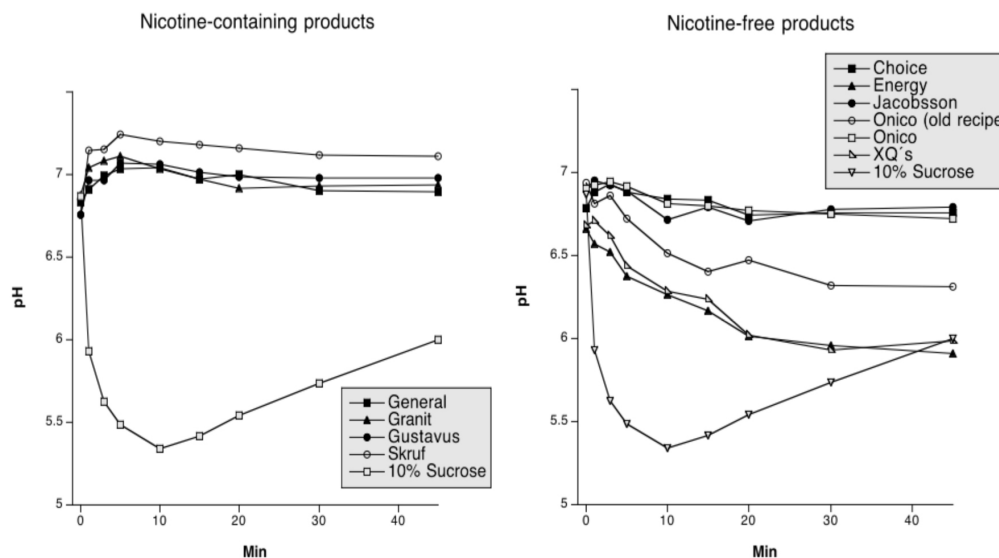 Nicotine-containing products
7
6.5
pH
6
5.5
5
0
10
20
30
40
Min
General
Granit
Gustavus
Skruf
10% Sucrose
Nicotine-free products
Choice
Energy
Jacobsson
Onico (old recipe
Onico
XQ´s
10% Sucrose
7
6.5
pH
6
5.5
5
0
10
20
30
40
Min